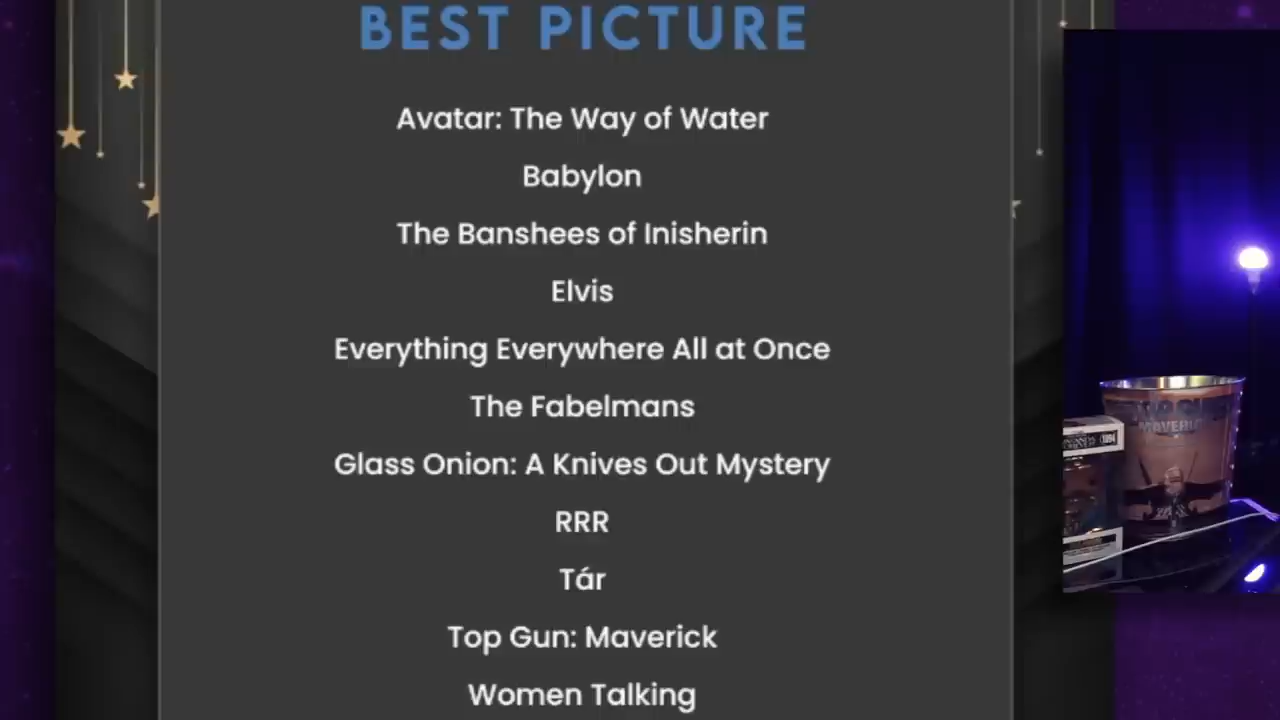 BEST PICTURE
Avatar: The Way of Water
Babylon
The Banshees of Inisherin
Elvis
Everything Everywhere All at Once
The Fabelmans
Glass Onion: A Knives Out Mystery
RRR
Tár
Top Gun: Maverick
Women Talking
MAVERICK